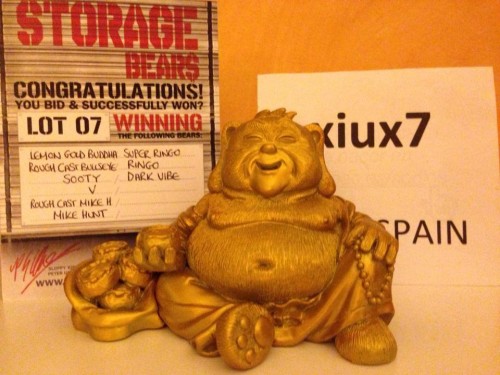 STORAGE
BEARS
CONGRATULATIONS!
YOU BID & SUCCESSFULLY WON?
LOT 07 WINNING
THE FOLLOWING BEARS:
LEMON GOLD BUDDHA SUPER RINGO
ROUGH CAST BULLSEYE RINGO
SOOTY DARK VIBE
V
ROUGH CAST MIKE H
MIKE HUNT
WWW.
xiux7
SPAIN